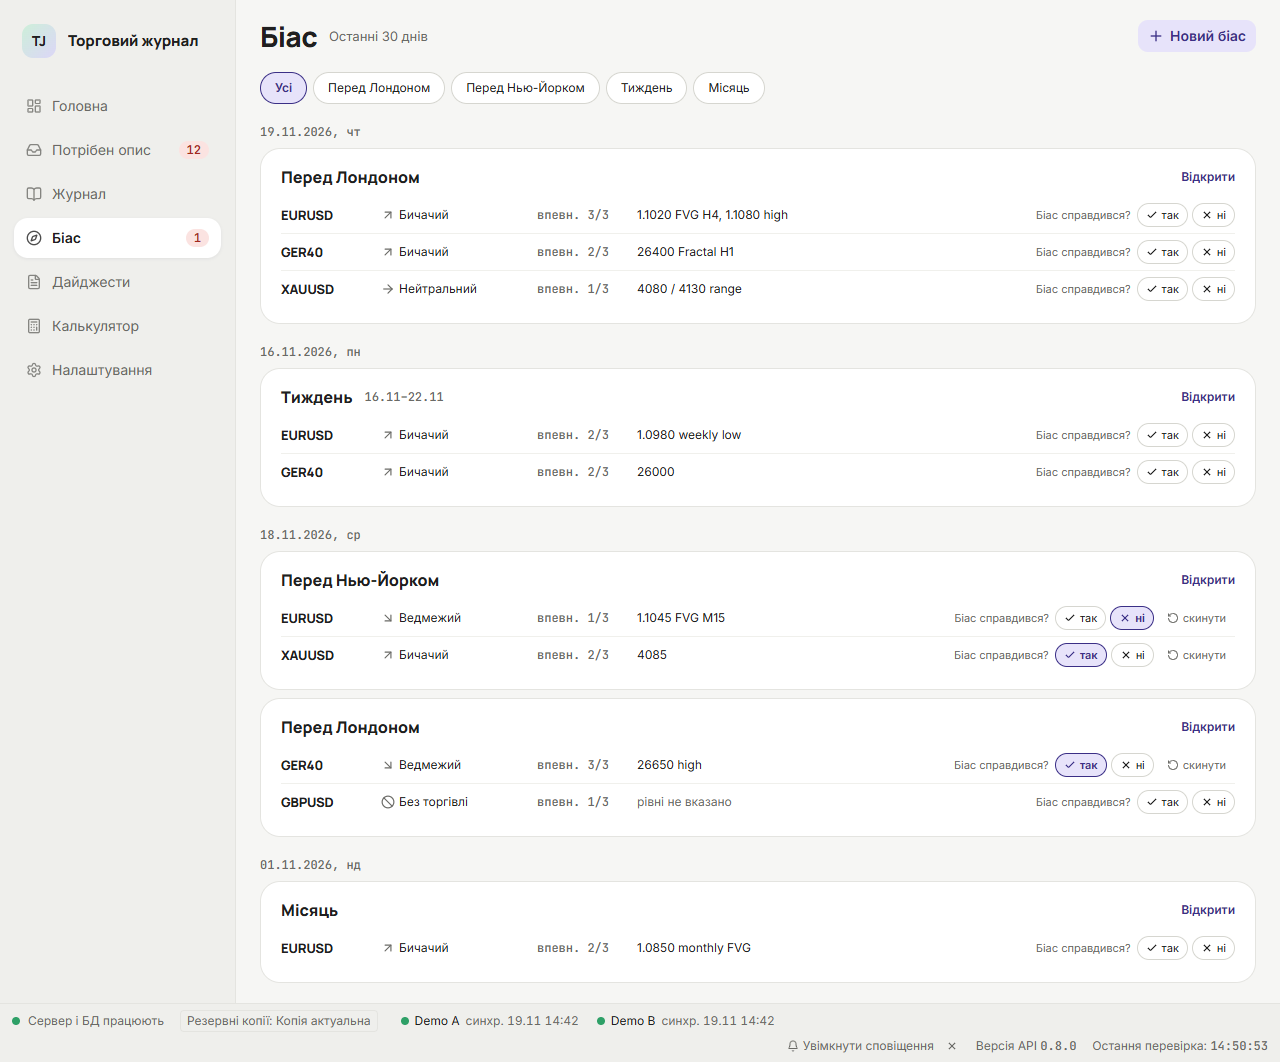 TJ Торговий журнал
Головна
Потрібен опис 12
Журнал
Біас 1
Дайджести
Калькулятор
Налаштування
Біас Останні 30 днів
Новий біас
Усі Перед Лондоном Перед Нью-Йорком Тиждень Місяць
19.11.2026, чт
Перед Лондоном Відкрити
EURUSD Бичачий впевн. 3/3 1.1020 FVG H4, 1.1080 high Біас справдився? так ні
GER40 Бичачий впевн. 2/3 26400 Fractal H1 Біас справдився? так ні
XAUUSD Нейтральний впевн. 1/3 4080 / 4130 range Біас справдився? так ні
16.11.2026, пн
Тиждень 16.11–22.11 Відкрити
EURUSD Бичачий впевн. 2/3 1.0980 weekly low Біас справдився? так ні
GER40 Бичачий впевн. 2/3 26000 Біас справдився? так ні
18.11.2026, ср
Перед Нью-Йорком Відкрити
EURUSD Ведмежий впевн. 1/3 1.1045 FVG M15 Біас справдився? так ні скинути
XAUUSD Бичачий впевн. 2/3 4085 Біас справдився? так ні скинути
Перед Лондоном Відкрити
GER40 Ведмежий впевн. 3/3 26650 high Біас справдився? так ні скинути
GBPUSD Без торгівлі впевн. 1/3 рівні не вказано Біас справдився? так ні
01.11.2026, нд
Місяць Відкрити
EURUSD Бичачий впевн. 2/3 1.0850 monthly FVG Біас справдився? так ні
Сервер і БД працюють Резервні копії: Копія актуальна Demo A синхр. 19.11 14:42 Demo B синхр. 19.11 14:42
Увімкнути сповіщення Версія API 0.8.0 Остання перевірка: 14:50:53